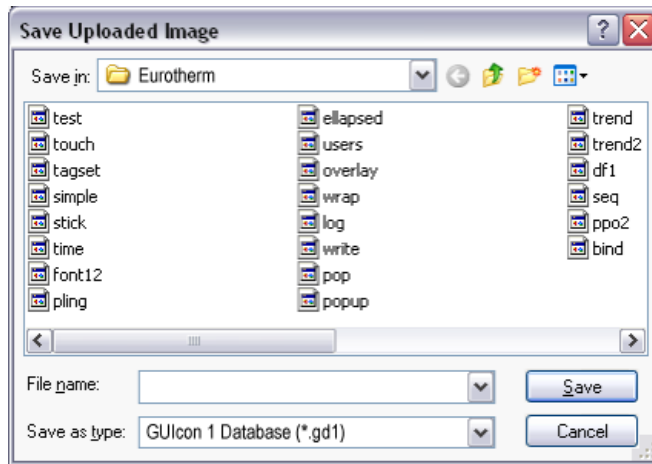 Save Uploaded Image
Save in: Eurotherm
test ellapsed trend
touch users trend2
tagset overlay df1
simple wrap seq
stick log ppo2
time write bind
font12 pop
pling popup
File name: Save
Save as type: GUIcon 1 Database (*.gd1) Cancel